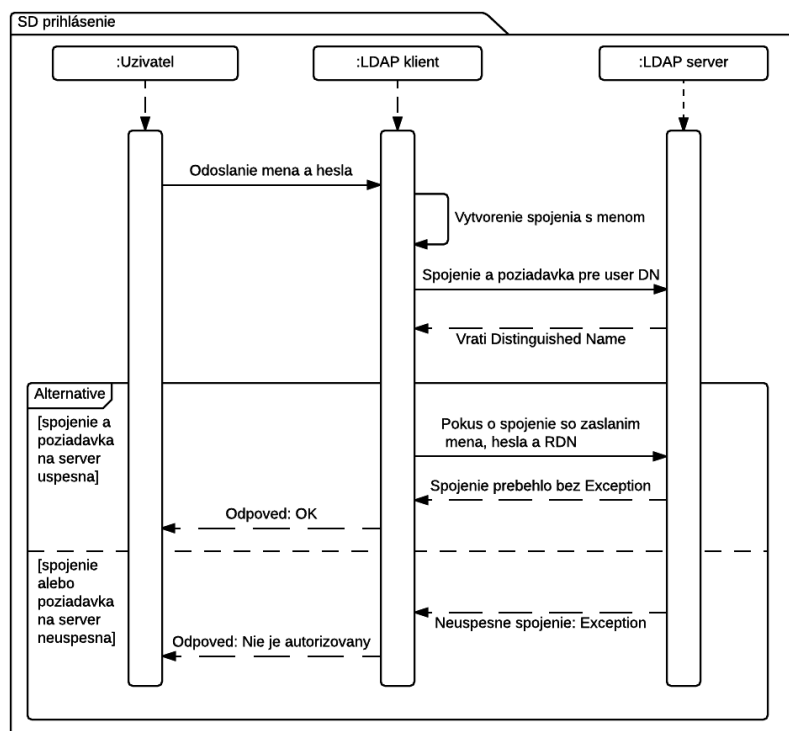 SD prihlásenie
:Uzivatel
:LDAP klient
:LDAP server
Odoslanie mena a hesla
Vytvorenie spojenia s menom
Spojenie a poziadavka pre user DN
Vrati Distinguished Name
Alternative
[spojenie a
poziadavka
na server
uspesna]
Pokus o spojenie so zaslanim
mena, hesla a RDN
Spojenie prebehlo bez Exception
Odpoved: OK
[spojenie
alebo
poziadavka
na server
neuspesna]
Neuspesne spojenie: Exception
Odpoved: Nie je autorizovany